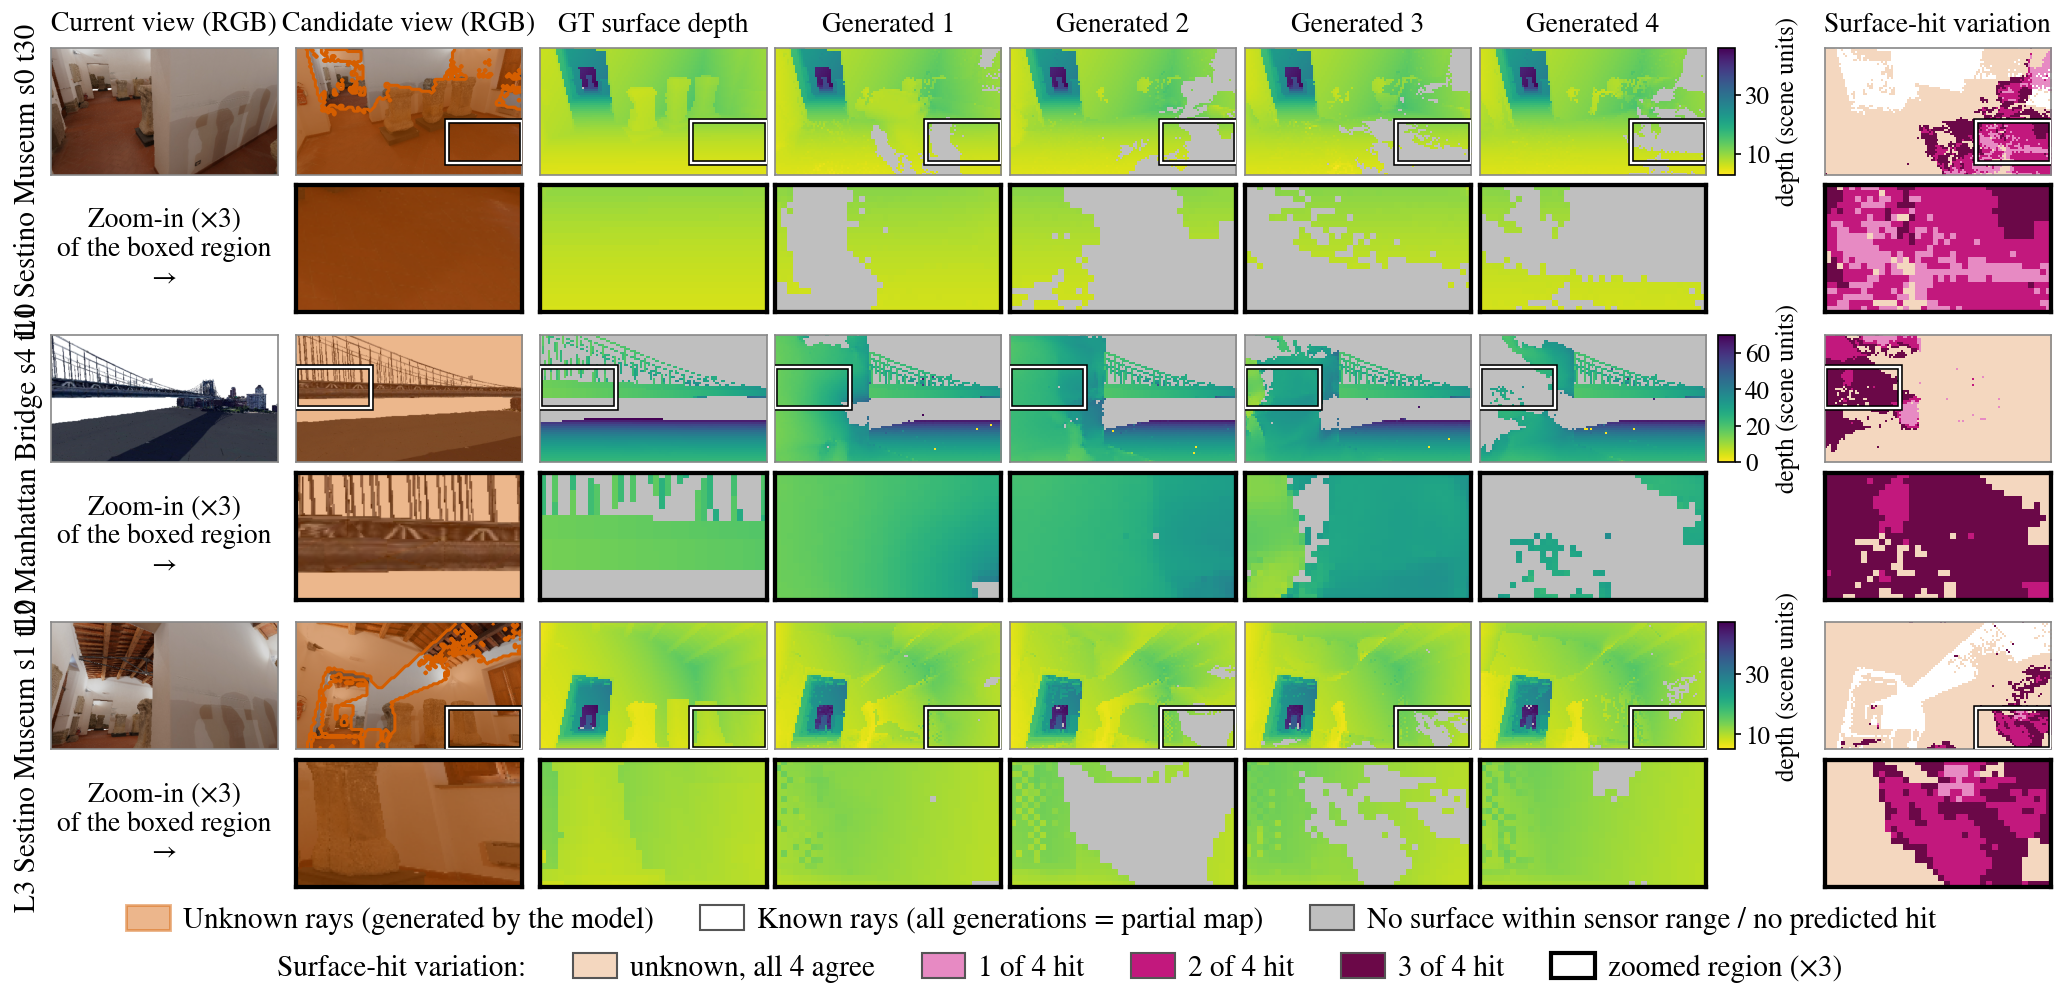 Current view (RGB) Candidate view (RGB) GT surface depth Generated 1 Generated 2 Generated 3 Generated 4 Surface-hit variation
Sestino Museum s0 t30
30
10
depth (scene units)
Zoom-in (×3)
of the boxed region
→
Manhattan Bridge s4
60
40
20
0
depth (scene units)
Zoom-in (×3)
of the boxed region
→
L3 Sestino Museum s1
30
10
depth (scene units)
Zoom-in (×3)
of the boxed region
→
Unknown rays (generated by the model) Known rays (all generations = partial map) No surface within sensor range / no predicted hit
Surface-hit variation: unknown, all 4 agree 1 of 4 hit 2 of 4 hit 3 of 4 hit zoomed region (×3)